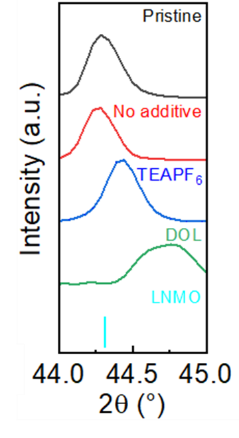 Pristine
No additive
TEAPF₆
DOL
LNMO
Intensity (a.u.)
44.0 44.5 45.0
2θ (°)